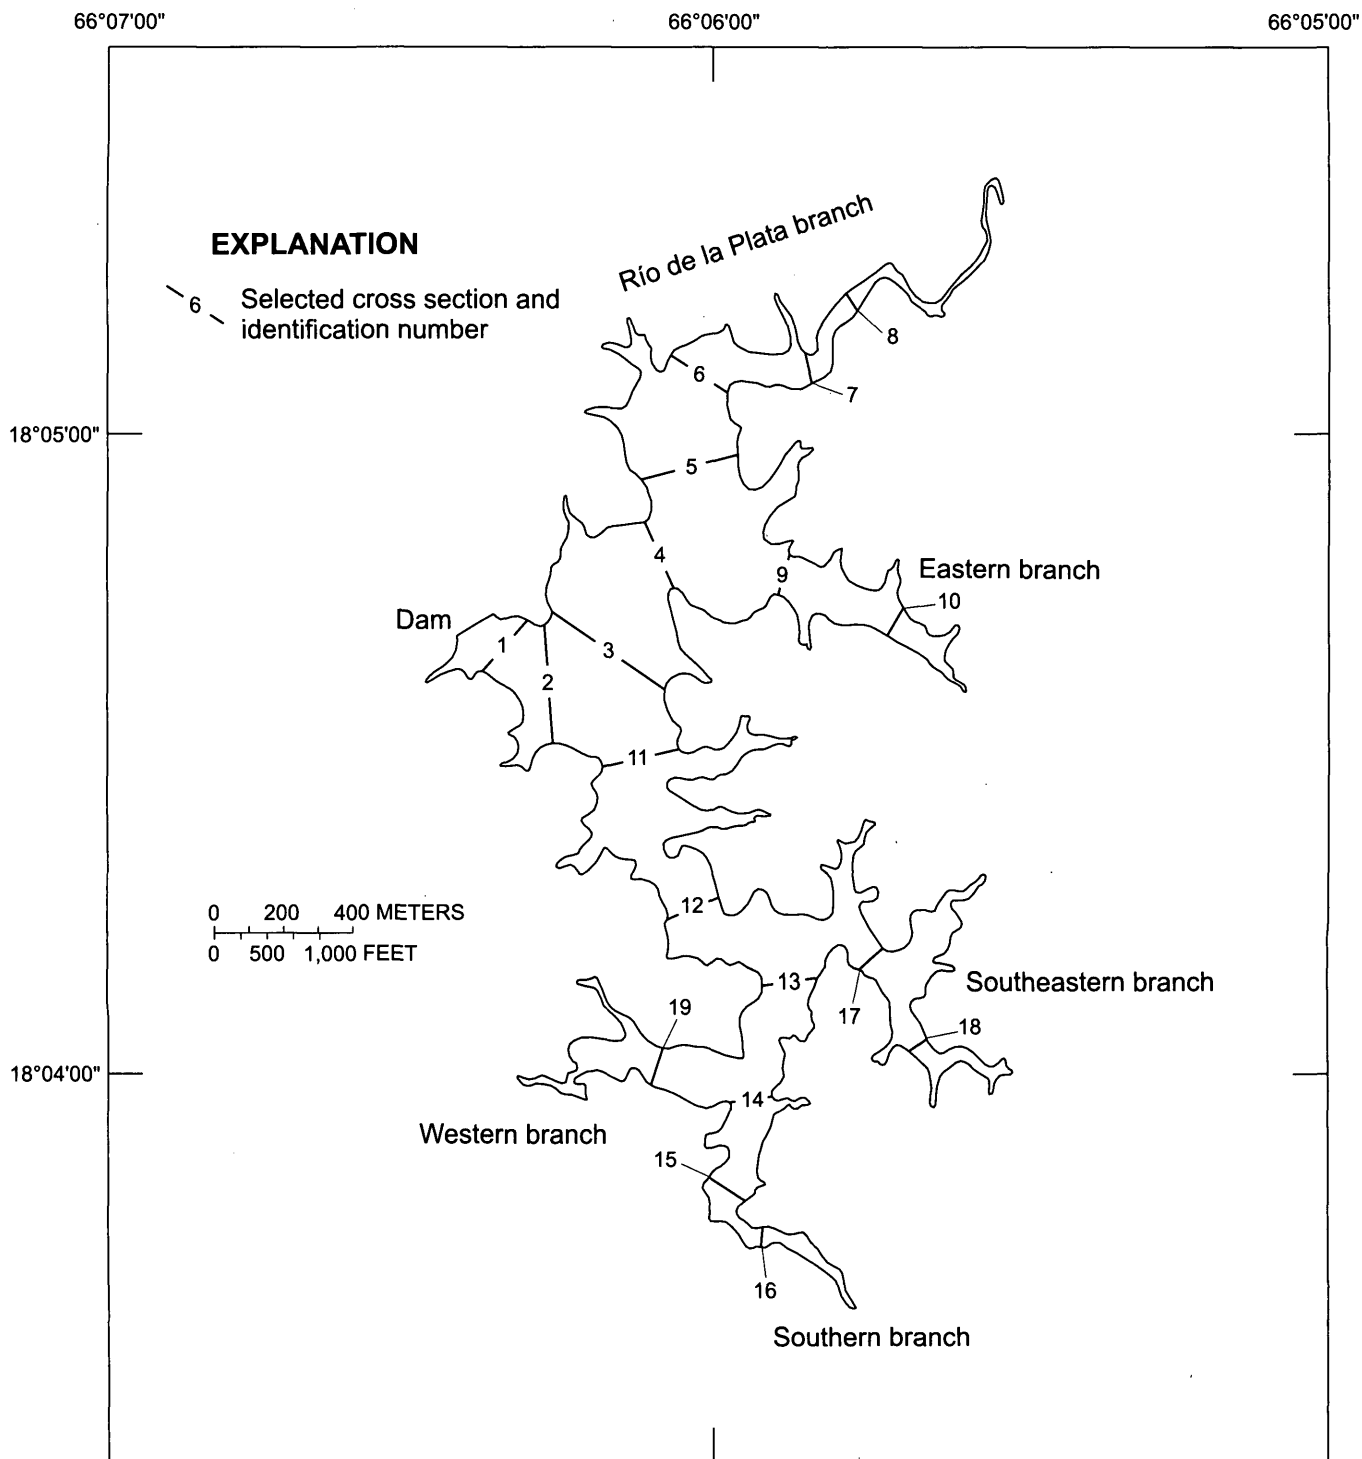 66°07'00" 66°06'00" 66°05'00"
Río de la Plata branch
EXPLANATION
6 Selected cross section and
identification number
8
6
7
18°05'00"
5
4
9
Eastern branch
10
Dam
1
3
2
11
12
0 200 400 METERS
0 500 1,000 FEET
13
Southeastern branch
19
17
18
18°04'00"
14
Western branch
15
16
Southern branch